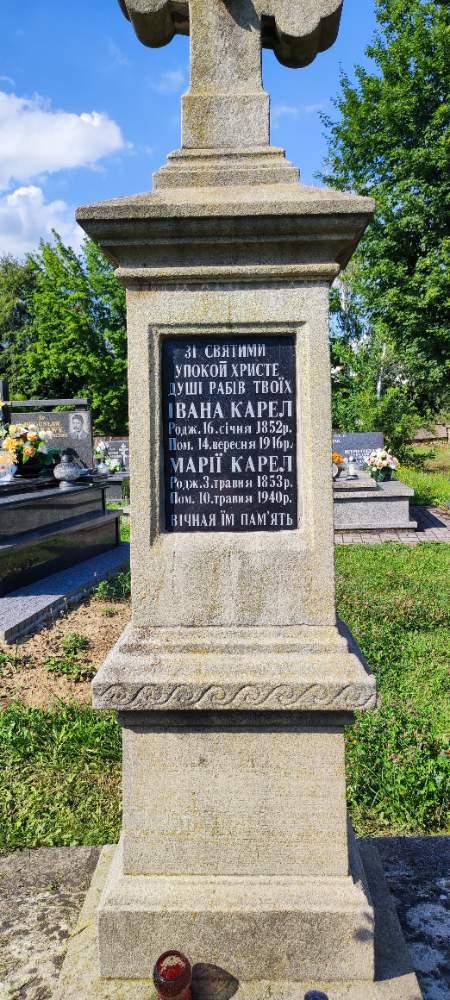 ЗІ СВЯТИМИ
УПОКОЙ ХРИСТЕ
ДУШІ РАБІВ ТВОЇХ
ІВАНА КАРЕЛ
Родж. 16. січня 1852р.
Пом. 14. вересня 1916р.
МАРІЇ КАРЕЛ
Родж. 3. травня 1853р.
Пом. 10. травня 1940р.
ВІЧНАЯ ЇМ ПАМ'ЯТЬ